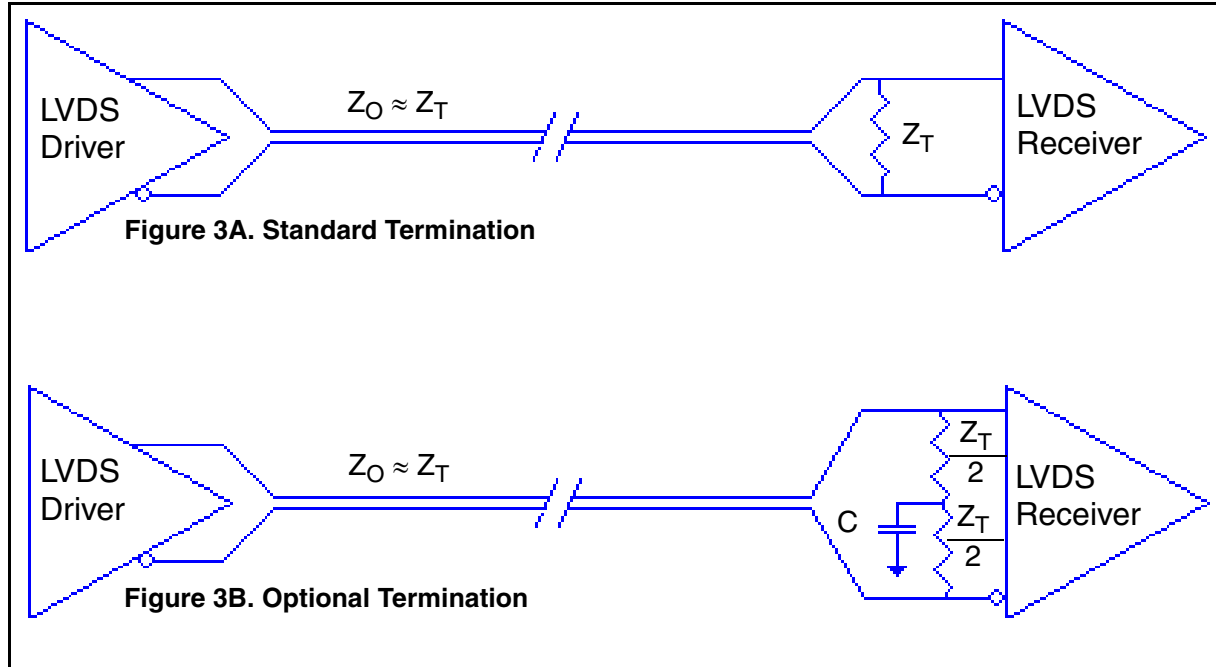 LVDS
Driver
Z_O ≈ Z_T
Z_T
LVDS
Receiver
Figure 3A. Standard Termination
LVDS
Driver
Z_O ≈ Z_T
C
Z_T
2
Z_T
2
LVDS
Receiver
Figure 3B. Optional Termination